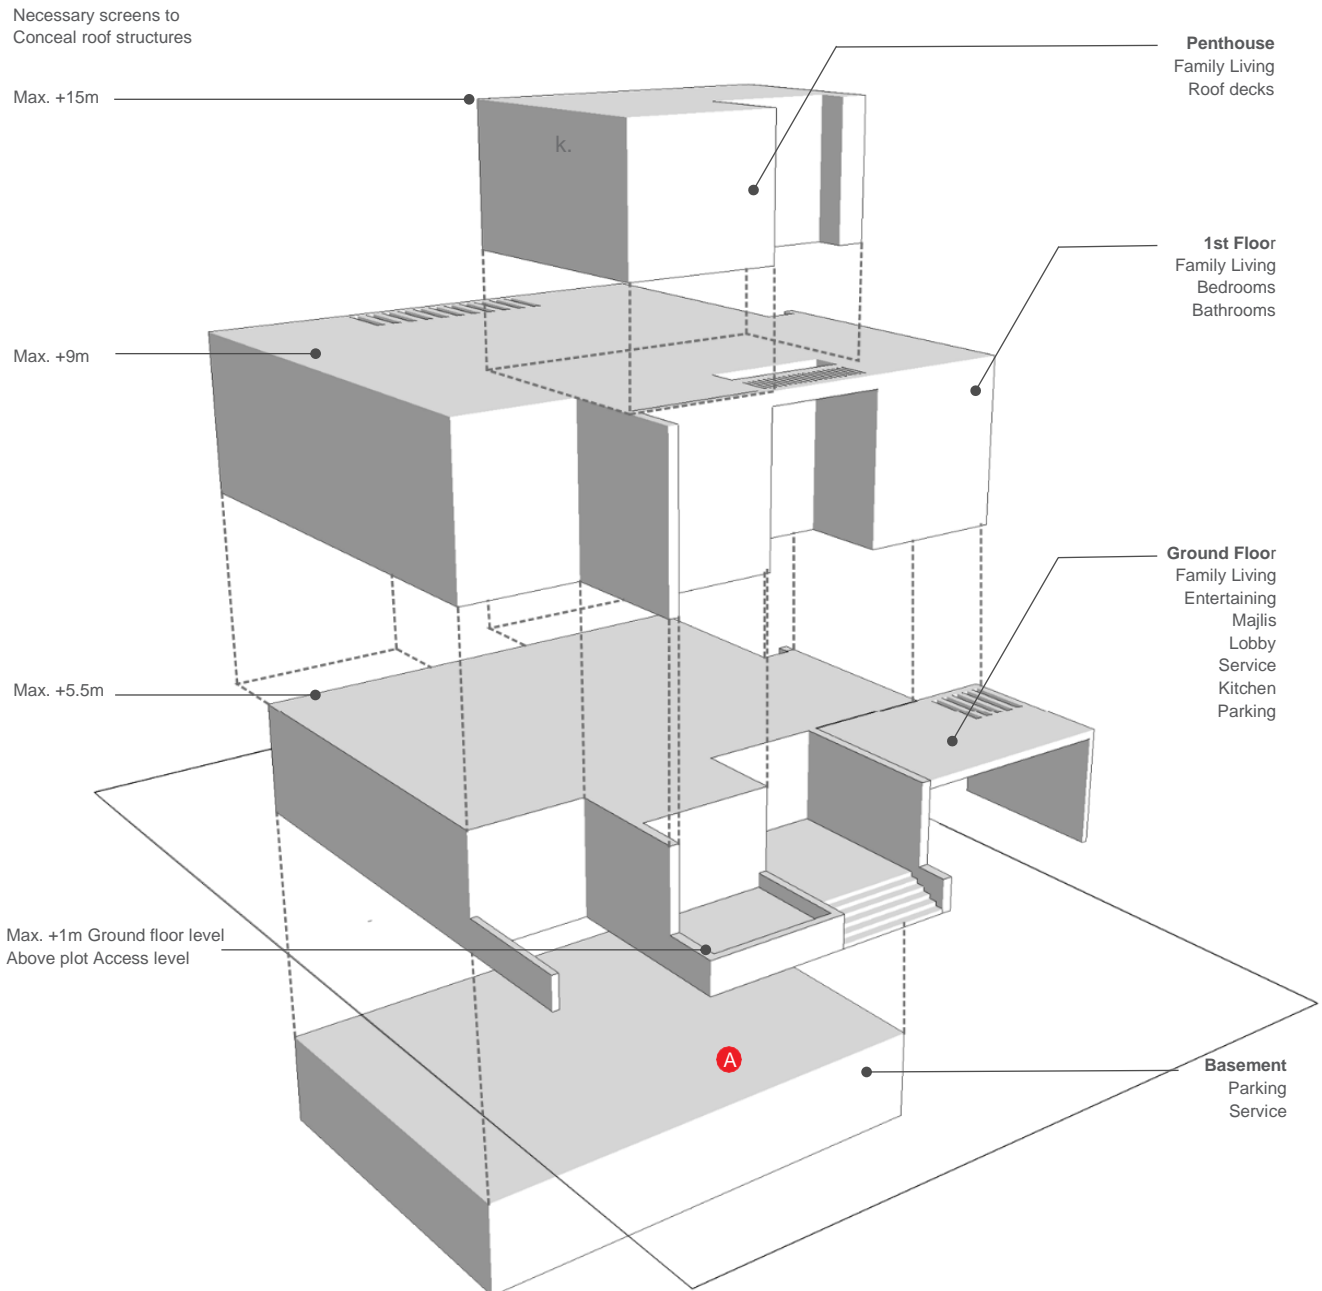 Necessary screens to
Conceal roof structures
Max. +15m
k.
Penthouse
Family Living
Roof decks
1st Floor
Family Living
Bedrooms
Bathrooms
Max. +9m
Ground Floor
Family Living
Entertaining
Majlis
Lobby
Service
Kitchen
Parking
Max. +5.5m
Max. +1m Ground floor level
Above plot Access level
A
Basement
Parking
Service